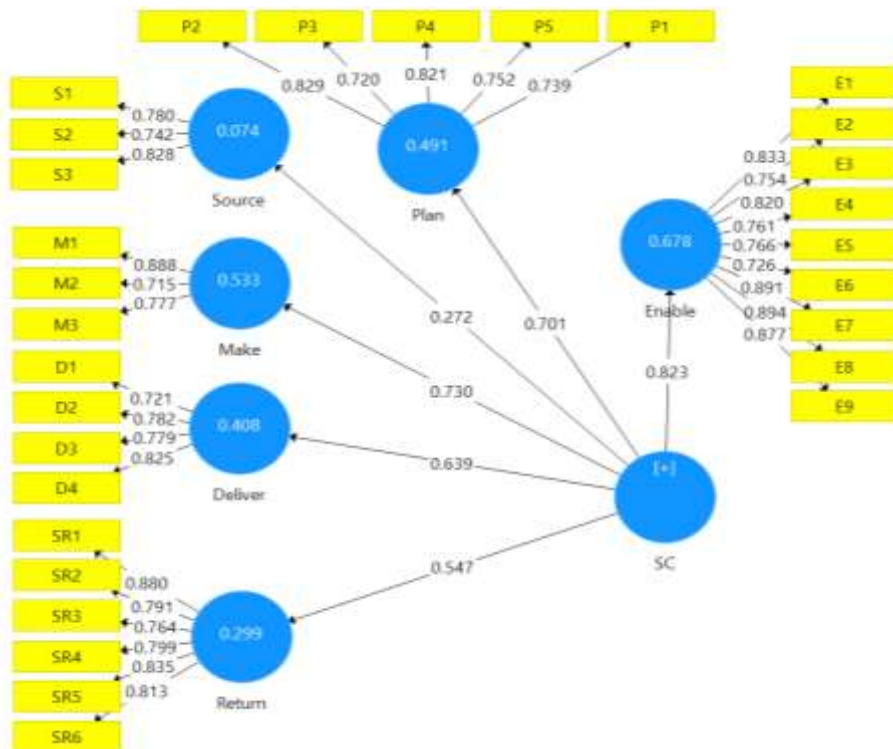 P2 P3 P4 P5 P1
0.829 0.720 0.821 0.752 0.739
S1
S2
S3
0.780
0.742
0.828
0.074
Source
0.491
Plan
E1
E2
E3
E4
E5
E6
E7
E8
E9
0.833
0.754
0.820
0.761
0.766
0.726
0.891
0.894
0.877
0.678
Enable
M1
M2
M3
0.888
0.715
0.777
0.533
Make
0.272
0.701
0.730
0.823
D1
D2
D3
D4
0.721
0.782
0.779
0.825
0.408
Deliver
0.639
[+]
SC
0.547
SR1
SR2
SR3
SR4
SR5
SR6
0.880
0.791
0.764
0.799
0.835
0.813
0.299
Return